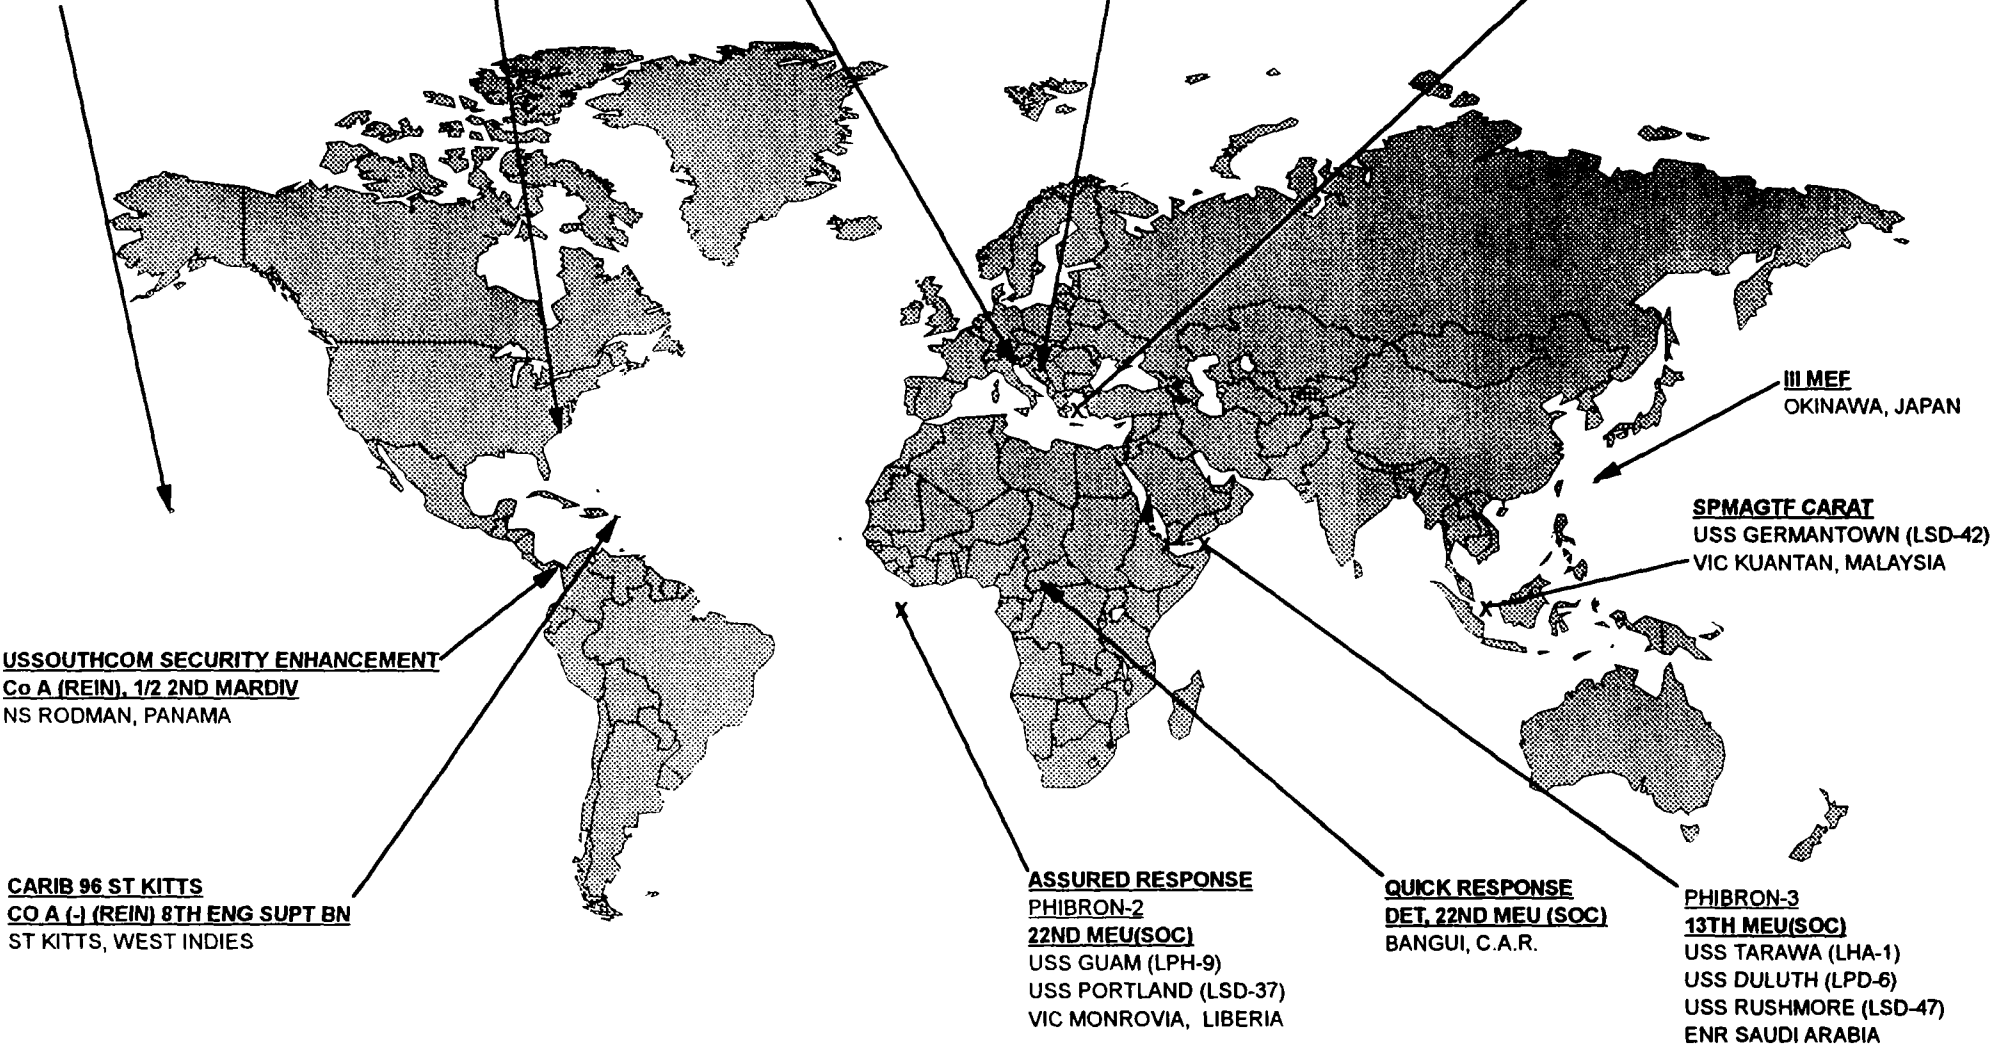 III MEF
OKINAWA, JAPAN
SPMAGTF CARAT
USS GERMANTOWN (LSD-42)
VIC KUANTAN, MALAYSIA
USSOUTHCOM SECURITY ENHANCEMENT
Co A (REIN), 1/2 2ND MARDIV
NS RODMAN, PANAMA
CARIB 96 ST KITTS
CO A (-) (REIN) 8TH ENG SUPT BN
ST KITTS, WEST INDIES
ASSURED RESPONSE
PHIBRON-2
22ND MEU(SOC)
USS GUAM (LPH-9)
USS PORTLAND (LSD-37)
VIC MONROVIA, LIBERIA
QUICK RESPONSE
DET, 22ND MEU (SOC)
BANGUI, C.A.R.
PHIBRON-3
13TH MEU(SOC)
USS TARAWA (LHA-1)
USS DULUTH (LPD-6)
USS RUSHMORE (LSD-47)
ENR SAUDI ARABIA